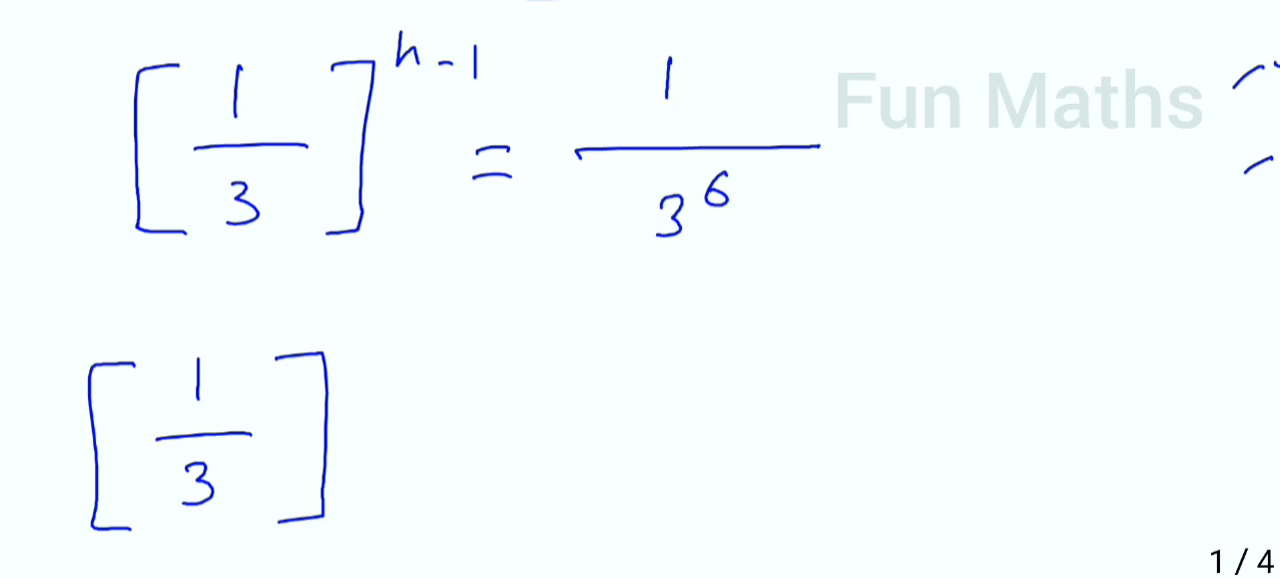 [1/3]^{n-1} = 1/3^6
Fun Maths
[1/3]
1 / 4